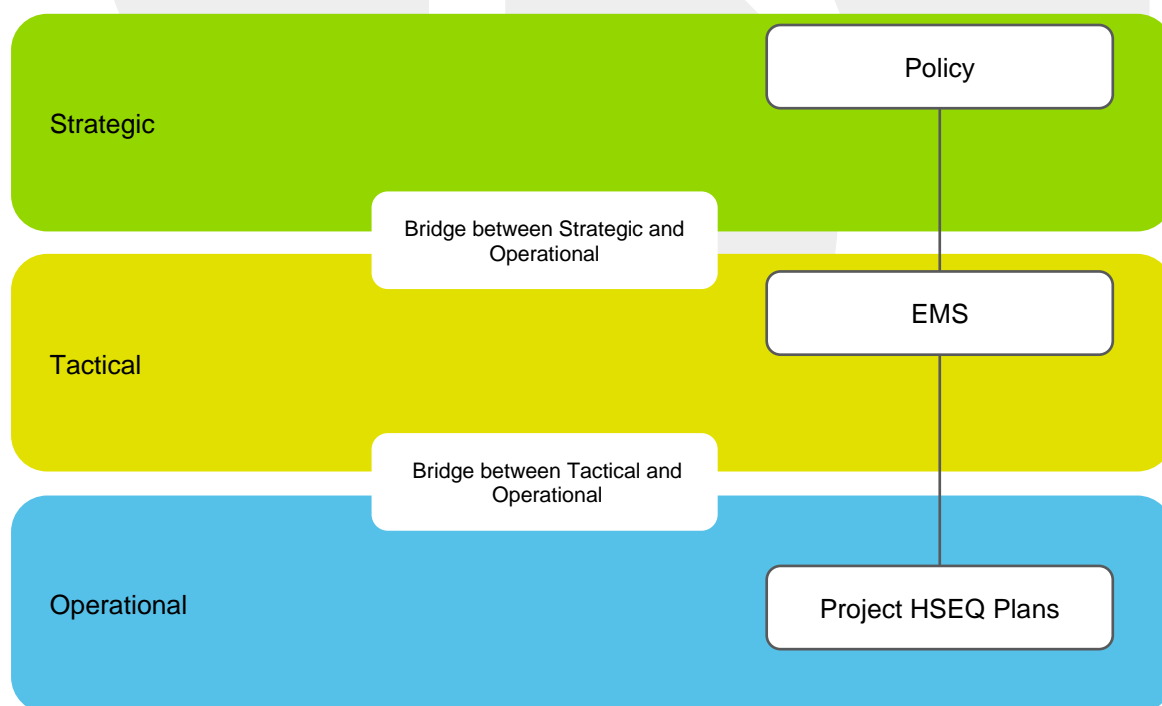 Policy
Strategic
Bridge between Strategic and
Operational
EMS
Tactical
Bridge between Tactical and
Operational
Operational
Project HSEQ Plans